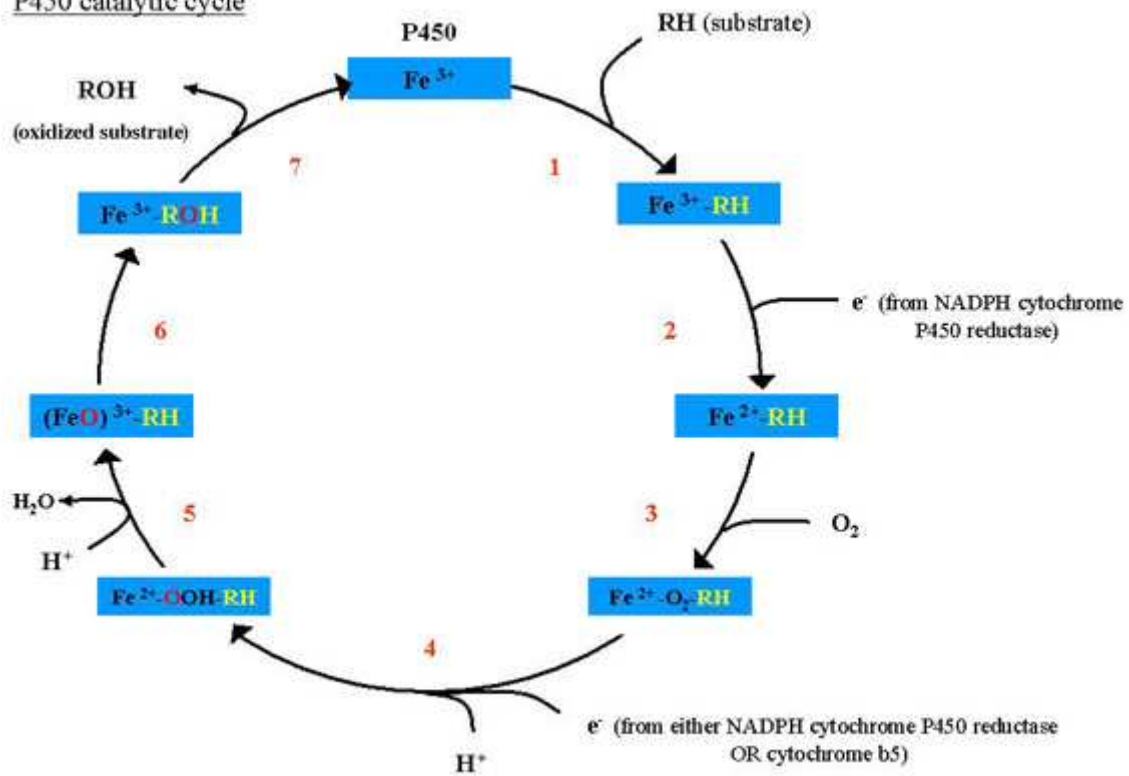 P450 catalytic cycle
P450
Fe 3+
RH (substrate)
1
Fe 3+-RH
2
e- (from NADPH cytochrome
P450 reductase)
Fe 2+-RH
3
O2
Fe 2+-O2-RH
4
H+
e- (from either NADPH cytochrome P450 reductase
OR cytochrome b5)
Fe 2+-OOH-RH
5
H+
H2O
(FeO) 3+-RH
6
Fe 3+-ROH
7
ROH
(oxidized substrate)